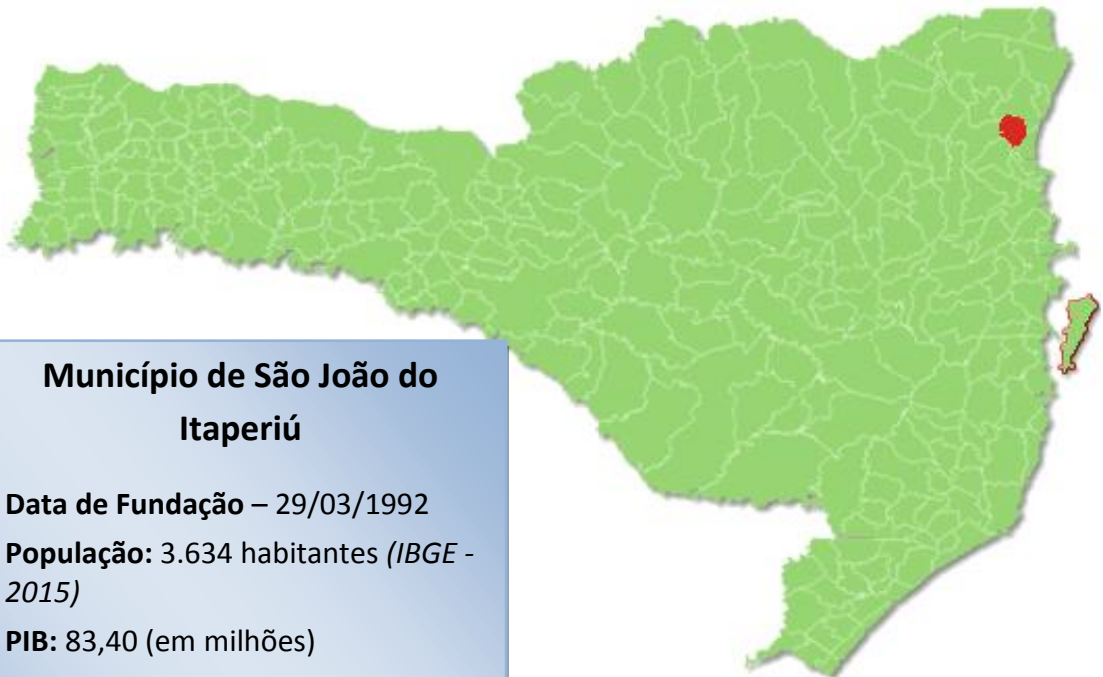 Município de São João do
Itaperiú
Data de Fundação – 29/03/1992
População: 3.634 habitantes (IBGE -
2015)
PIB: 83,40 (em milhões)